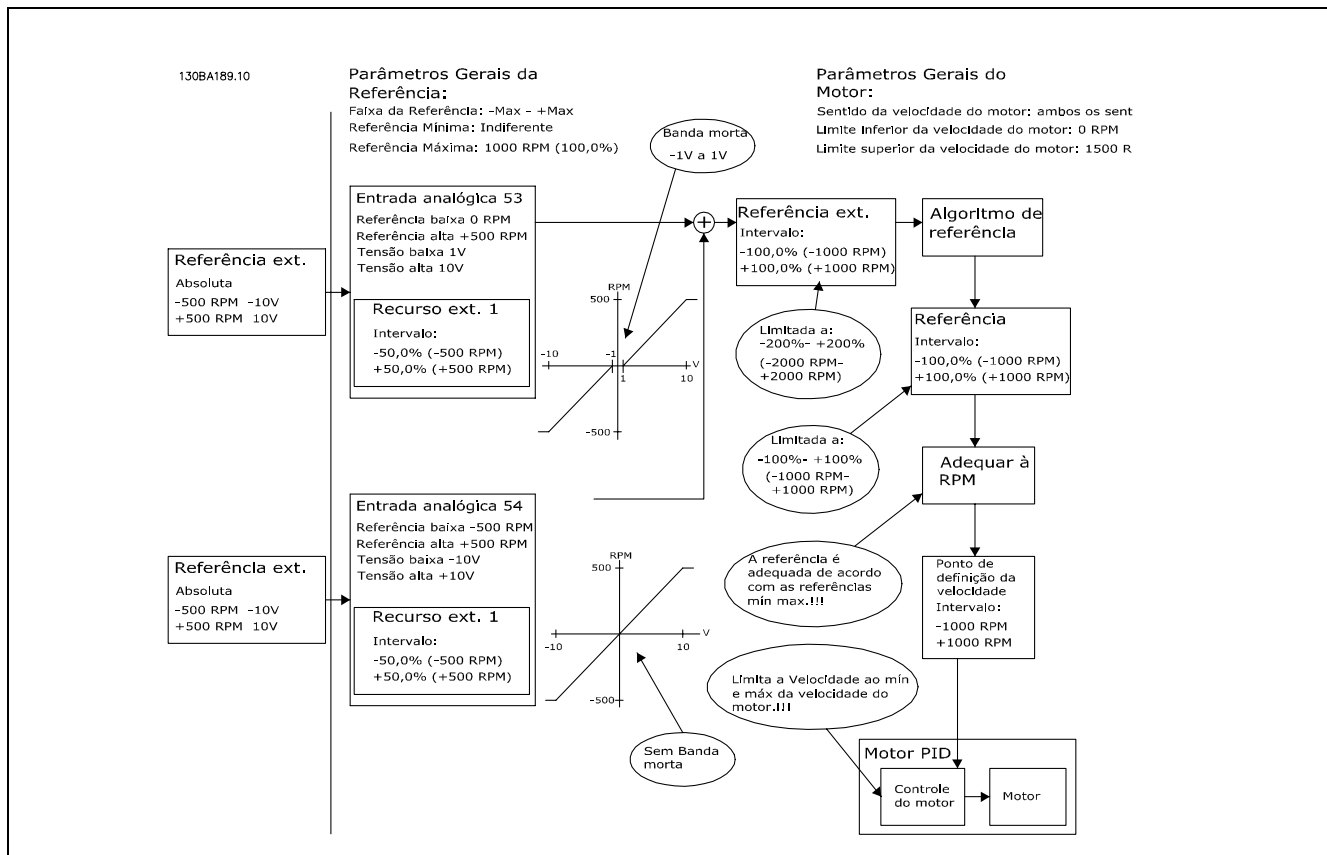 130BA189.10
Parâmetros Gerais da
Referência:
Faixa da Referência: -Max - +Max
Referência Mínima: Indiferente
Referência Máxima: 1000 RPM (100,0%)
Parâmetros Gerais do
Motor:
Sentido da velocidade do motor: ambos os sent
Limite Inferior da velocidade do motor: 0 RPM
Limite superior da velocidade do motor: 1500 R
Banda morta
-1V a 1V
Referência ext.
Absoluta
-500 RPM -10V
+500 RPM 10V
Entrada analógica 53
Referência baixa 0 RPM
Referência alta +500 RPM
Tensão baixa 1V
Tensão alta 10V
Recurso ext. 1
Intervalo:
-50,0% (-500 RPM)
+50,0% (+500 RPM)
RPM
500
-10
-1
1
10
V
-500
Referência ext.
Intervalo:
-100,0% (-1000 RPM)
+100,0% (+1000 RPM)
Algoritmo de
referência
Limitada a:
-200%- +200%
(-2000 RPM-
+2000 RPM)
Referência
Intervalo:
-100,0% (-1000 RPM)
+100,0% (+1000 RPM)
Limitada a:
-100%- +100%
(-1000 RPM-
+1000 RPM)
Adequar à
RPM
Referência ext.
Absoluta
-500 RPM -10V
+500 RPM 10V
Entrada analógica 54
Referência baixa -500 RPM
Referência alta +500 RPM
Tensão baixa -10V
Tensão alta +10V
Recurso ext. 1
Intervalo:
-50,0% (-500 RPM)
+50,0% (+500 RPM)
RPM
500
-10
10
V
-500
Sem Banda
morta
A referência é
adequada de acordo
com as referências
mín max.!!!
Ponto de
definição da
velocidade
Intervalo:
-1000 RPM
+1000 RPM
Limita a Velocidade ao mín
e máx da velocidade do
motor.!!!
Motor PID
Controle
do motor
Motor